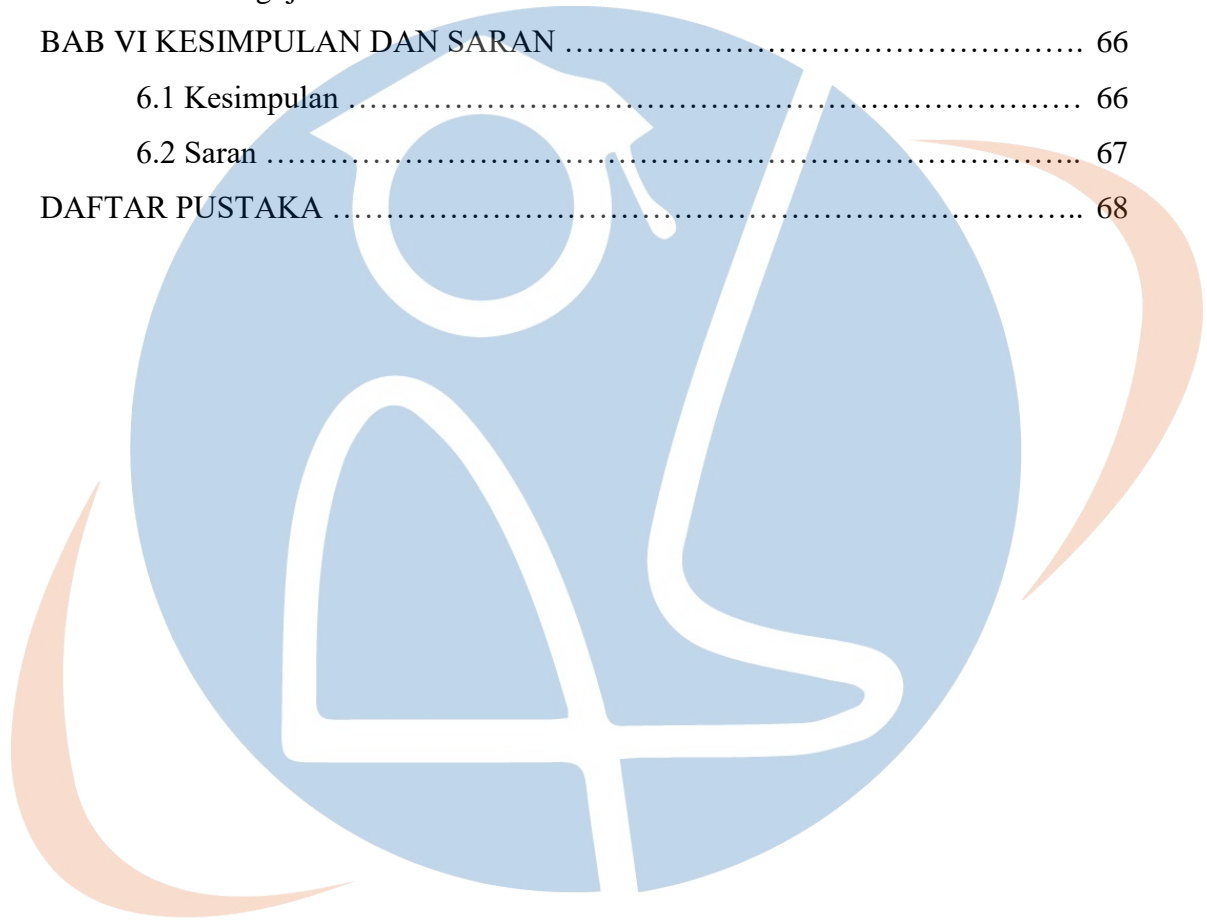 BAB VI KESIMPULAN DAN SARAN …………………………………………. 66
6.1 Kesimpulan …………………………………………………………… 66
6.2 Saran ………………………………………………………………….. 67
DAFTAR PUSTAKA …………………………………………………………….. 68